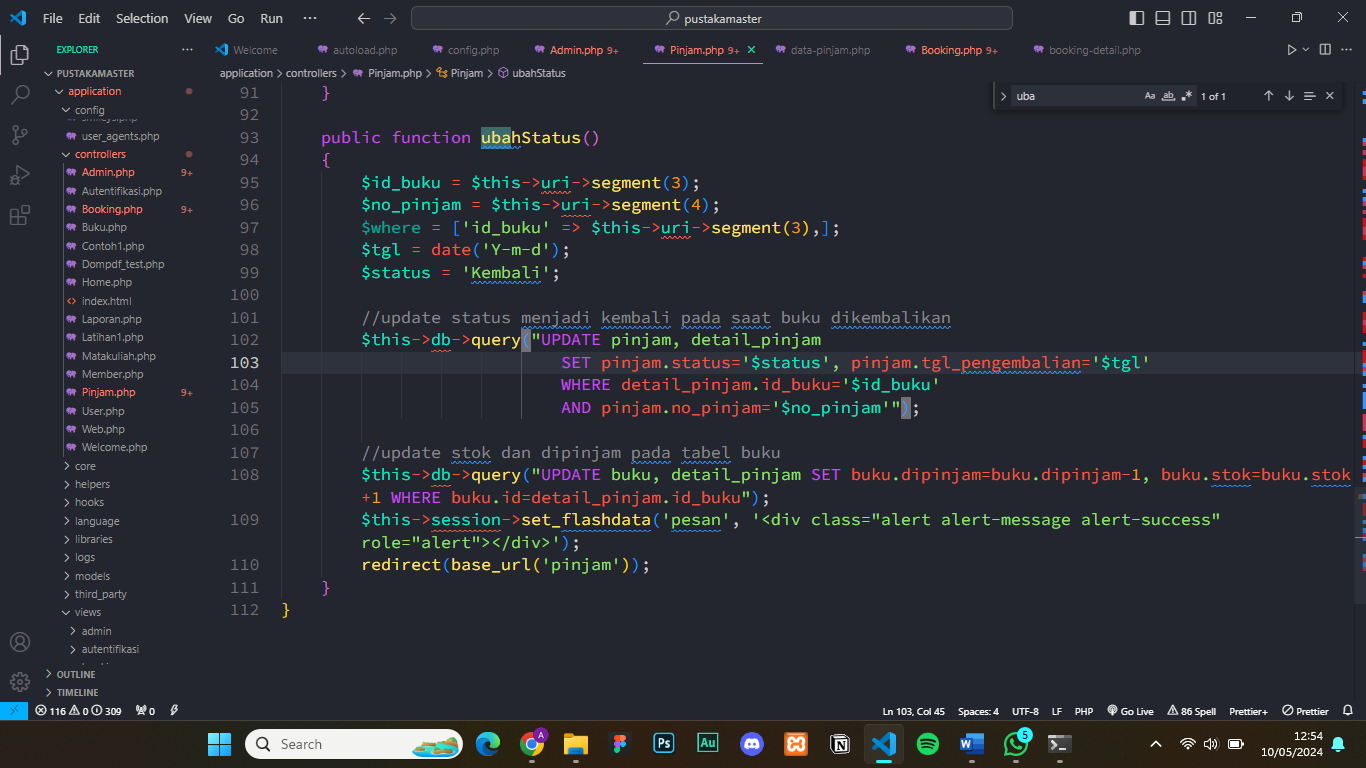 File Edit Selection View Go Run ··· pustakamaster
EXPLORER ···
Welcome autoload.php config.php Admin.php 9+ Pinjam.php 9+ data-pinjam.php Booking.php 9+ booking-detail.php
PUSTAKAMASTER
application
config
user_agents.php
controllers
Admin.php 9+
Autentifikasi.php
Booking.php 9+
Buku.php
Contoh1.php
Dompdf_test.php
Home.php
index.html
Laporan.php
Latihan1.php
Matakuliah.php
Member.php
Pinjam.php 9+
User.php
Web.php
Welcome.php
core
helpers
hooks
language
libraries
logs
models
third_party
views
admin
autentifikasi
OUTLINE
TIMELINE
application > controllers > Pinjam.php > Pinjam > ubahStatus
uba Aa ab 1 of 1
91 }
92
93 public function ubahStatus()
94 {
95 $id_buku = $this->uri->segment(3);
96 $no_pinjam = $this->uri->segment(4);
97 $where = ['id_buku' => $this->uri->segment(3),];
98 $tgl = date('Y-m-d');
99 $status = 'Kembali';
100
101 //update status menjadi kembali pada saat buku dikembalikan
102 $this->db->query("UPDATE pinjam, detail_pinjam
103 SET pinjam.status='$status', pinjam.tgl_pengembalian='$tgl'
104 WHERE detail_pinjam.id_buku='$id_buku'
105 AND pinjam.no_pinjam='$no_pinjam'");
106
107 //update stok dan dipinjam pada tabel buku
108 $this->db->query("UPDATE buku, detail_pinjam SET buku.dipinjam=buku.dipinjam-1, buku.stok=buku.stok
+1 WHERE buku.id=detail_pinjam.id_buku");
109 $this->session->set_flashdata('pesan', '<div class="alert alert-message alert-success"
role="alert"></div>');
110 redirect(base_url('pinjam'));
111 }
112 }
116 0 309 0 Ln 103, Col 45 Spaces: 4 UTF-8 LF PHP Go Live 86 Spell Prettier+ Prettier
Search A Ps Au 5 12:54
10/05/2024